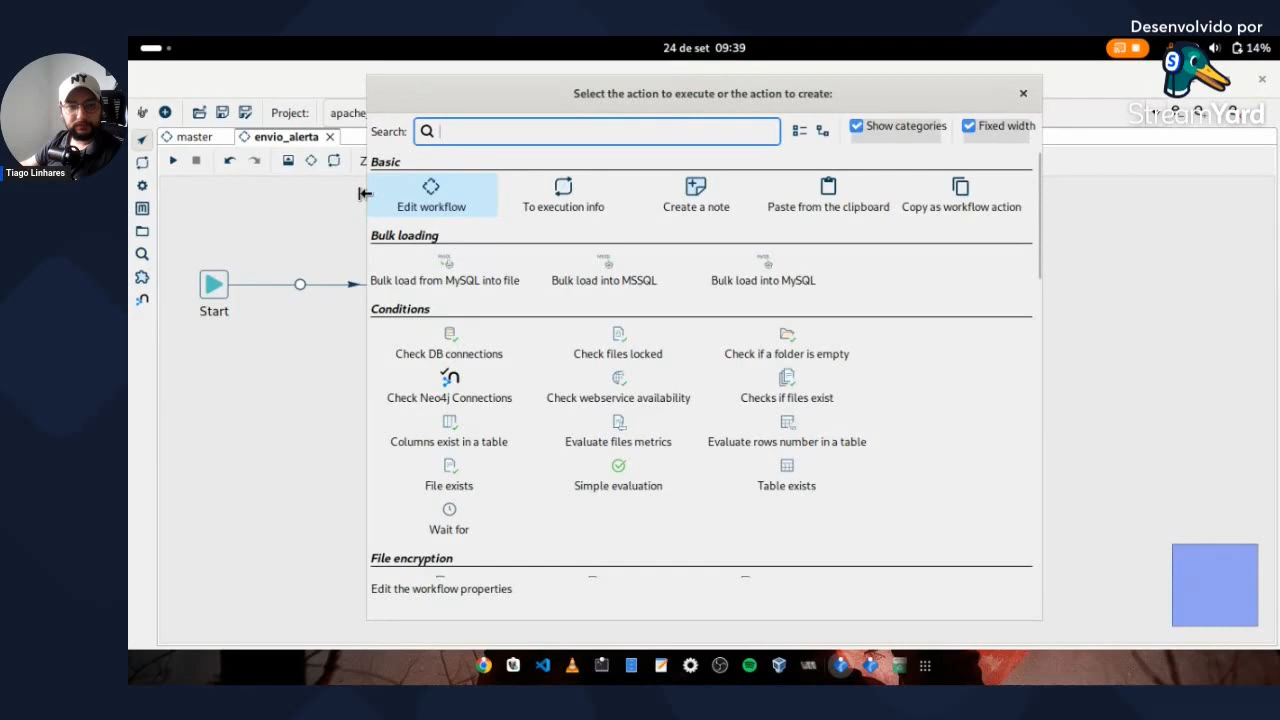 Desenvolvido por
StreamYard
24 de set 09:39
14%
Select the action to execute or the action to create:
Project:
apache
master
envio_alerta
Search:
Show categories
Fixed width
Tiago Linhares
Basic
Edit workflow
To execution info
Create a note
Paste from the clipboard
Copy as workflow action
Bulk loading
Bulk load from MySQL into file
Bulk load into MSSQL
Bulk load into MySQL
Start
Conditions
Check DB connections
Check files locked
Check if a folder is empty
Check Neo4j Connections
Check webservice availability
Checks if files exist
Columns exist in a table
Evaluate files metrics
Evaluate rows number in a table
File exists
Simple evaluation
Table exists
Wait for
File encryption
Edit the workflow properties